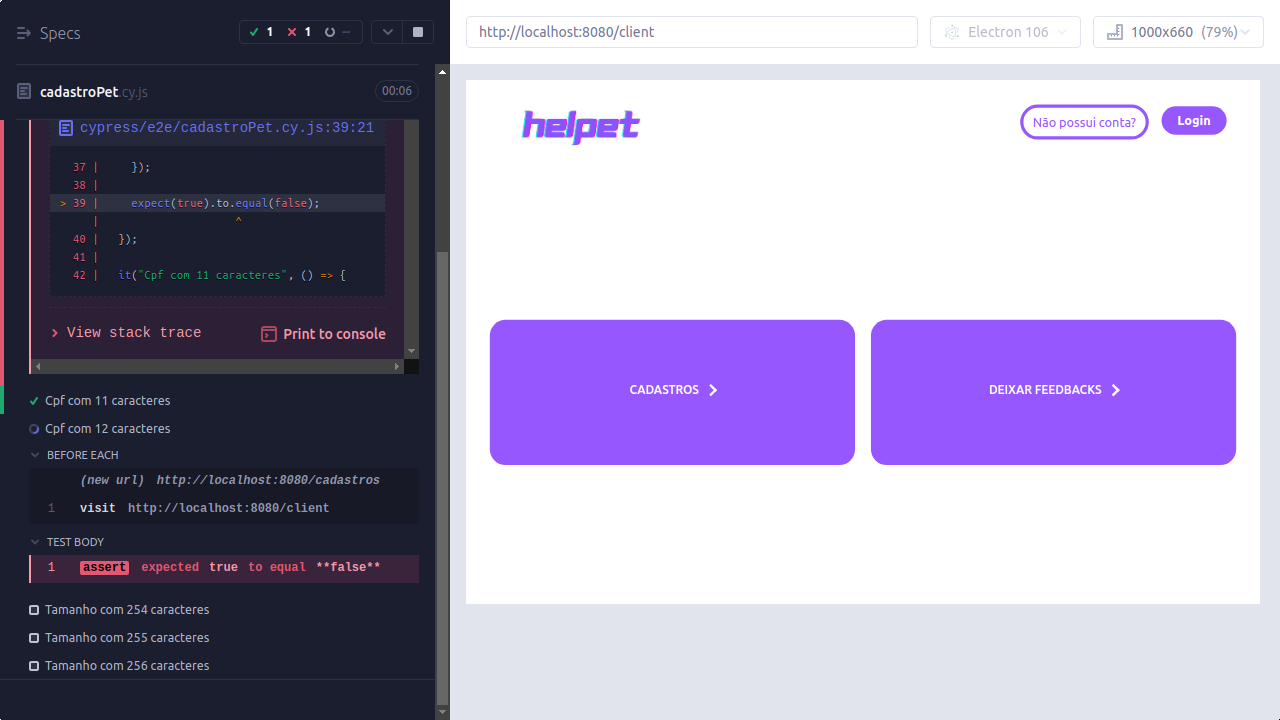 Specs
1 1 --
cadastroPet.cy.js
00:06
cypress/e2e/cadastroPet.cy.js:39:21
37 | });
38 |
> 39 | expect(true).to.equal(false);
| ^
40 | });
41 |
42 | it("Cpf com 11 caracteres", () => {
View stack trace
Print to console
Cpf com 11 caracteres
Cpf com 12 caracteres
BEFORE EACH
(new url) http://localhost:8080/cadastros
1 visit http://localhost:8080/client
TEST BODY
1 assert expected true to equal **false**
Tamanho com 254 caracteres
Tamanho com 255 caracteres
Tamanho com 256 caracteres
http://localhost:8080/client
Electron 106
1000x660 (79%)
helpet
Não possui conta?
Login
CADASTROS
DEIXAR FEEDBACKS